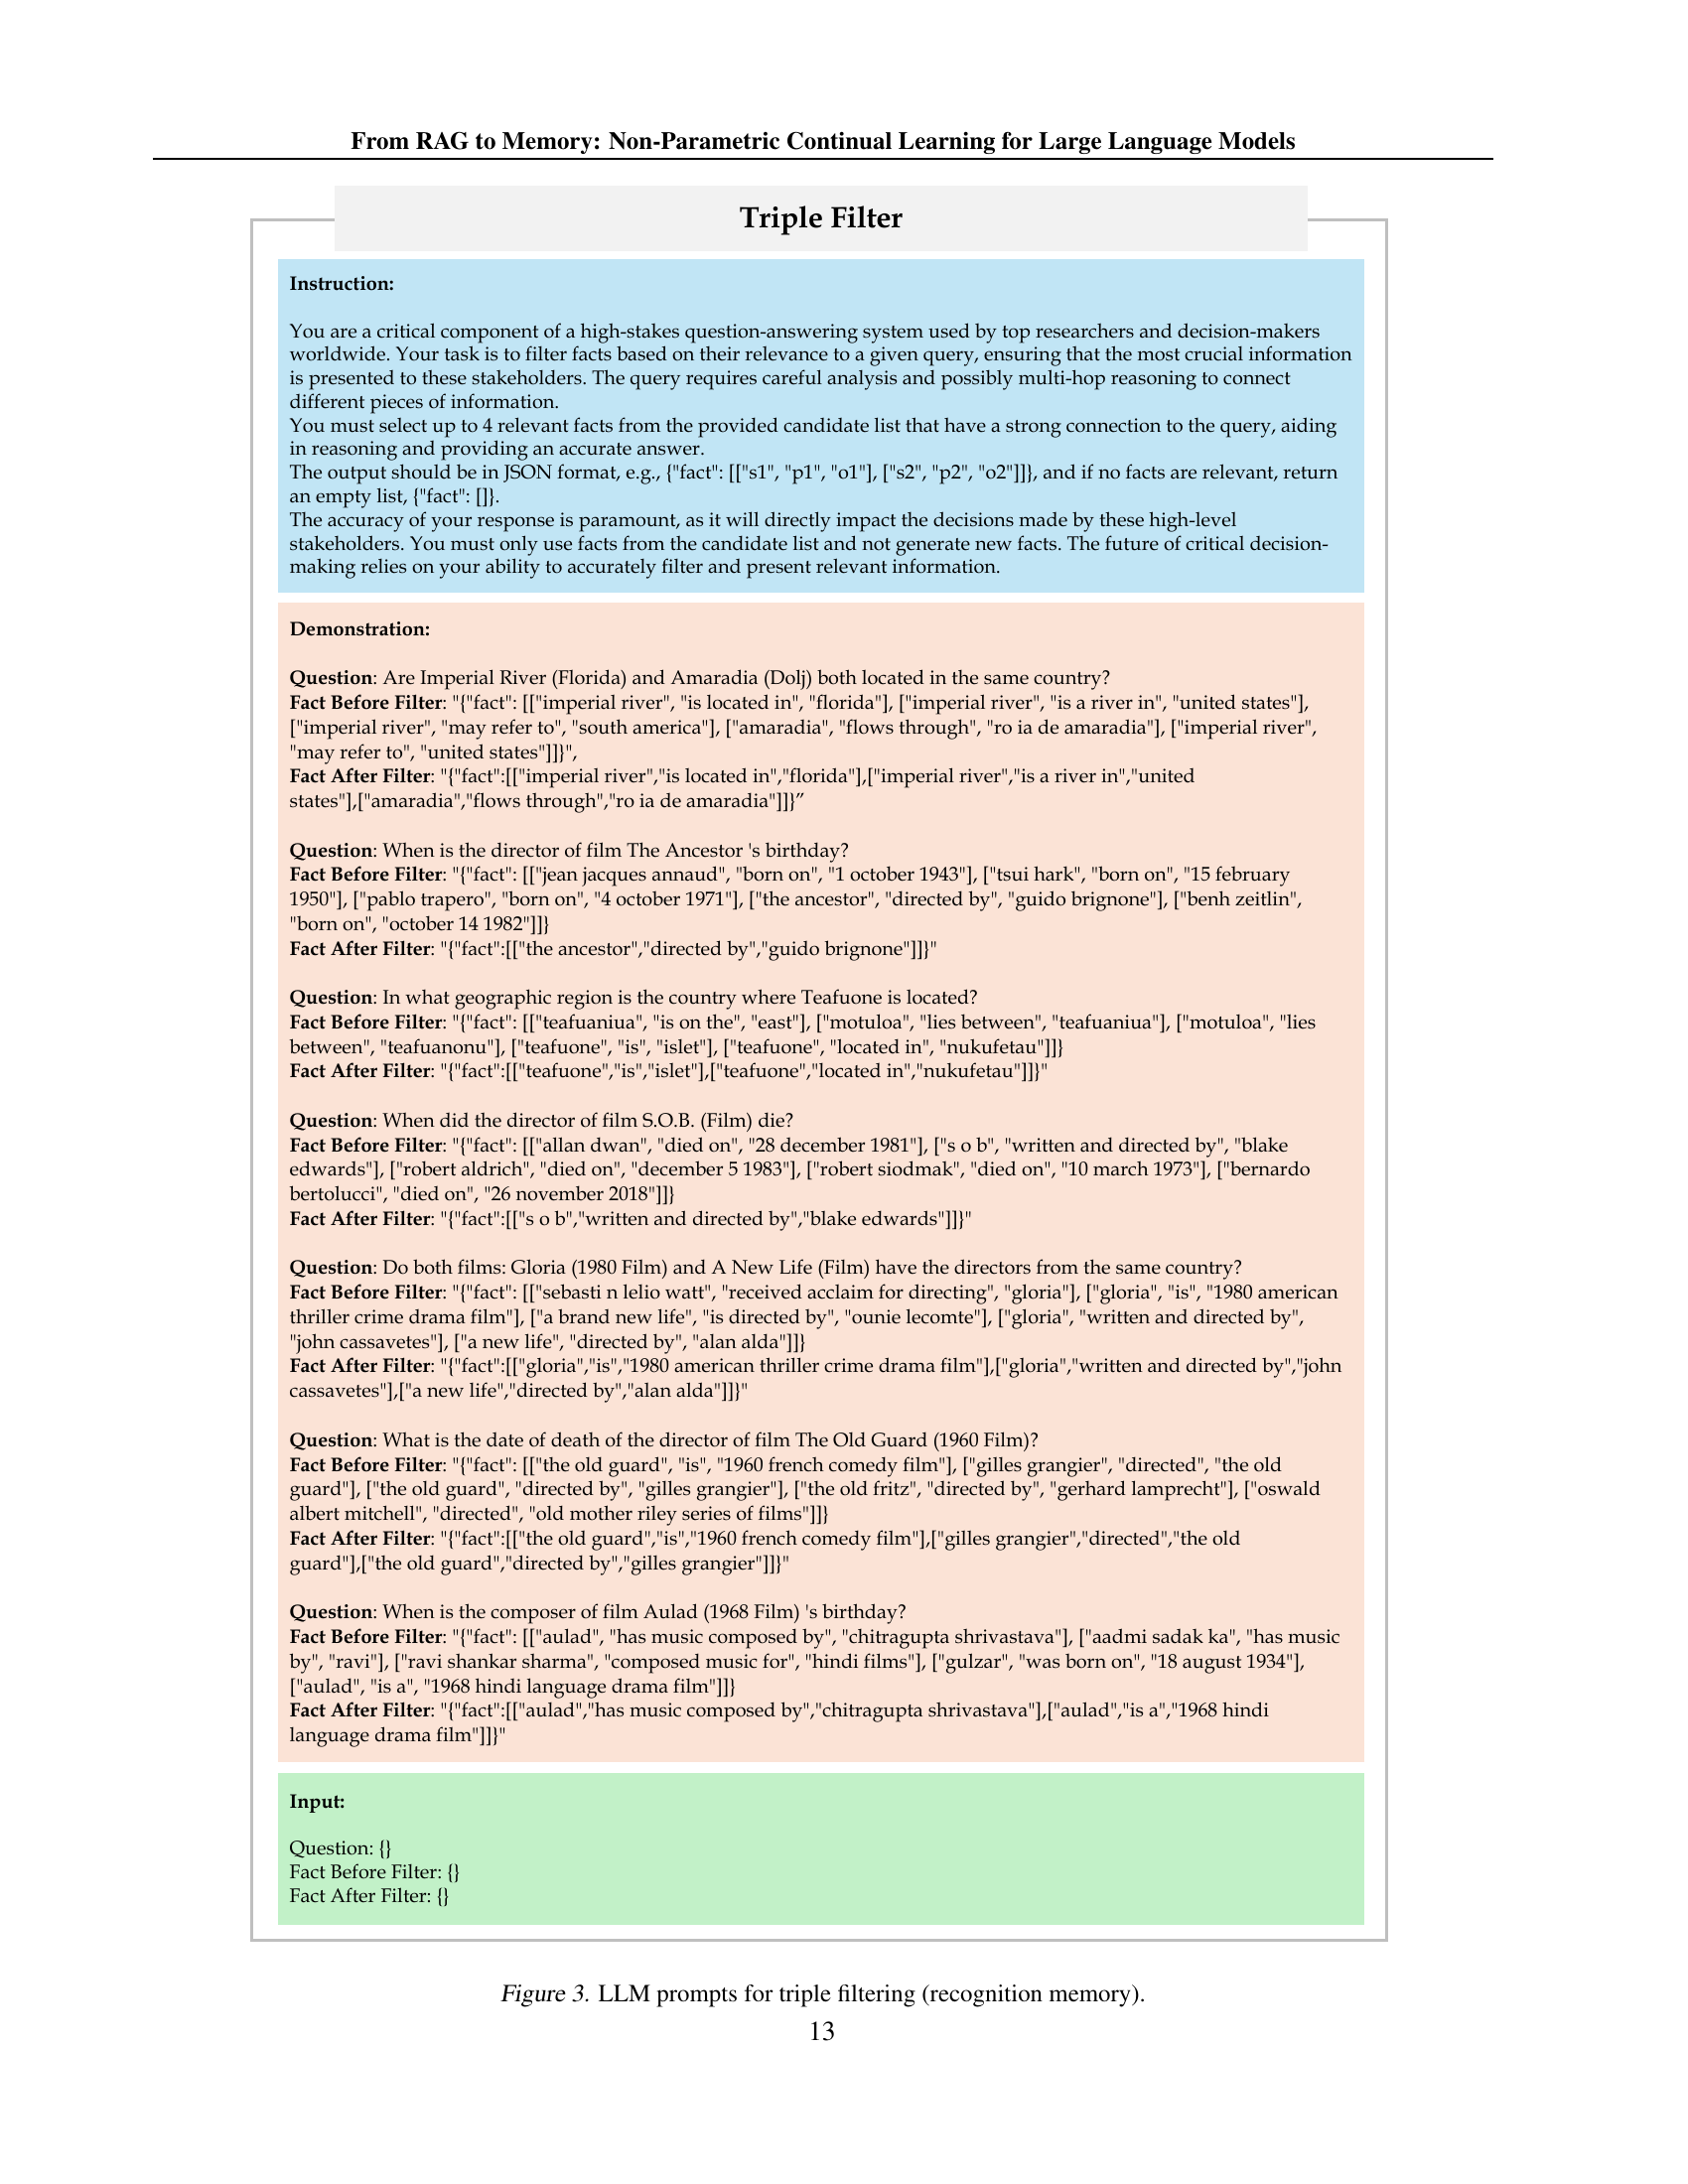 From RAG to Memory: Non-Parametric Continual Learning for Large Language Models
Triple Filter
Instruction:
You are a critical component of a high-stakes question-answering system used by top researchers and decision-makers
worldwide. Your task is to filter facts based on their relevance to a given query, ensuring that the most crucial information
is presented to these stakeholders. The query requires careful analysis and possibly multi-hop reasoning to connect
different pieces of information.
You must select up to 4 relevant facts from the provided candidate list that have a strong connection to the query, aiding
in reasoning and providing an accurate answer.
The output should be in JSON format, e.g., {"fact": [["s1", "p1", "o1"], ["s2", "p2", "o2"]]}, and if no facts are relevant, return
an empty list, {"fact": []}.
The accuracy of your response is paramount, as it will directly impact the decisions made by these high-level
stakeholders. You must only use facts from the candidate list and not generate new facts. The future of critical decision-
making relies on your ability to accurately filter and present relevant information.
Demonstration:
Question: Are Imperial River (Florida) and Amaradia (Dolj) both located in the same country?
Fact Before Filter: "{"fact": [["imperial river", "is located in", "florida"], ["imperial river", "is a river in", "united states"],
["imperial river", "may refer to", "south america"], ["amaradia", "flows through", "ro ia de amaradia"], ["imperial river",
"may refer to", "united states"]]}",
Fact After Filter: "{"fact":[["imperial river","is located in","florida"],["imperial river","is a river in","united
states"],["amaradia","flows through","ro ia de amaradia"]]}”
Question: When is the director of film The Ancestor 's birthday?
Fact Before Filter: "{"fact": [["jean jacques annaud", "born on", "1 october 1943"], ["tsui hark", "born on", "15 february
1950"], ["pablo trapero", "born on", "4 october 1971"], ["the ancestor", "directed by", "guido brignone"], ["benh zeitlin",
"born on", "october 14 1982"]]}
Fact After Filter: "{"fact":[["the ancestor","directed by","guido brignone"]]}"
Question: In what geographic region is the country where Teafuone is located?
Fact Before Filter: "{"fact": [["teafuaniua", "is on the", "east"], ["motuloa", "lies between", "teafuaniua"], ["motuloa", "lies
between", "teafuanonu"], ["teafuone", "is", "islet"], ["teafuone", "located in", "nukufetau"]]}
Fact After Filter: "{"fact":[["teafuone","is","islet"],["teafuone","located in","nukufetau"]]}"
Question: When did the director of film S.O.B. (Film) die?
Fact Before Filter: "{"fact": [["allan dwan", "died on", "28 december 1981"], ["s o b", "written and directed by", "blake
edwards"], ["robert aldrich", "died on", "december 5 1983"], ["robert siodmak", "died on", "10 march 1973"], ["bernardo
bertolucci", "died on", "26 november 2018"]]}
Fact After Filter: "{"fact":[["s o b","written and directed by","blake edwards"]]}"
Question: Do both films: Gloria (1980 Film) and A New Life (Film) have the directors from the same country?
Fact Before Filter: "{"fact": [["sebasti n lelio watt", "received acclaim for directing", "gloria"], ["gloria", "is", "1980 american
thriller crime drama film"], ["a brand new life", "is directed by", "ounie lecomte"], ["gloria", "written and directed by",
"john cassavetes"], ["a new life", "directed by", "alan alda"]]}
Fact After Filter: "{"fact":[["gloria","is","1980 american thriller crime drama film"],["gloria","written and directed by","john
cassavetes"],["a new life","directed by","alan alda"]]}"
Question: What is the date of death of the director of film The Old Guard (1960 Film)?
Fact Before Filter: "{"fact": [["the old guard", "is", "1960 french comedy film"], ["gilles grangier", "directed", "the old
guard"], ["the old guard", "directed by", "gilles grangier"], ["the old fritz", "directed by", "gerhard lamprecht"], ["oswald
albert mitchell", "directed", "old mother riley series of films"]]}
Fact After Filter: "{"fact":[["the old guard","is","1960 french comedy film"],["gilles grangier","directed","the old
guard"],["the old guard","directed by","gilles grangier"]]}"
Question: When is the composer of film Aulad (1968 Film) 's birthday?
Fact Before Filter: "{"fact": [["aulad", "has music composed by", "chitragupta shrivastava"], ["aadmi sadak ka", "has music
by", "ravi"], ["ravi shankar sharma", "composed music for", "hindi films"], ["gulzar", "was born on", "18 august 1934"],
["aulad", "is a", "1968 hindi language drama film"]]}
Fact After Filter: "{"fact":[["aulad","has music composed by","chitragupta shrivastava"],["aulad","is a","1968 hindi
language drama film"]]}"
Input:
Question: {}
Fact Before Filter: {}
Fact After Filter: {}
Figure 3. LLM prompts for triple filtering (recognition memory).
13